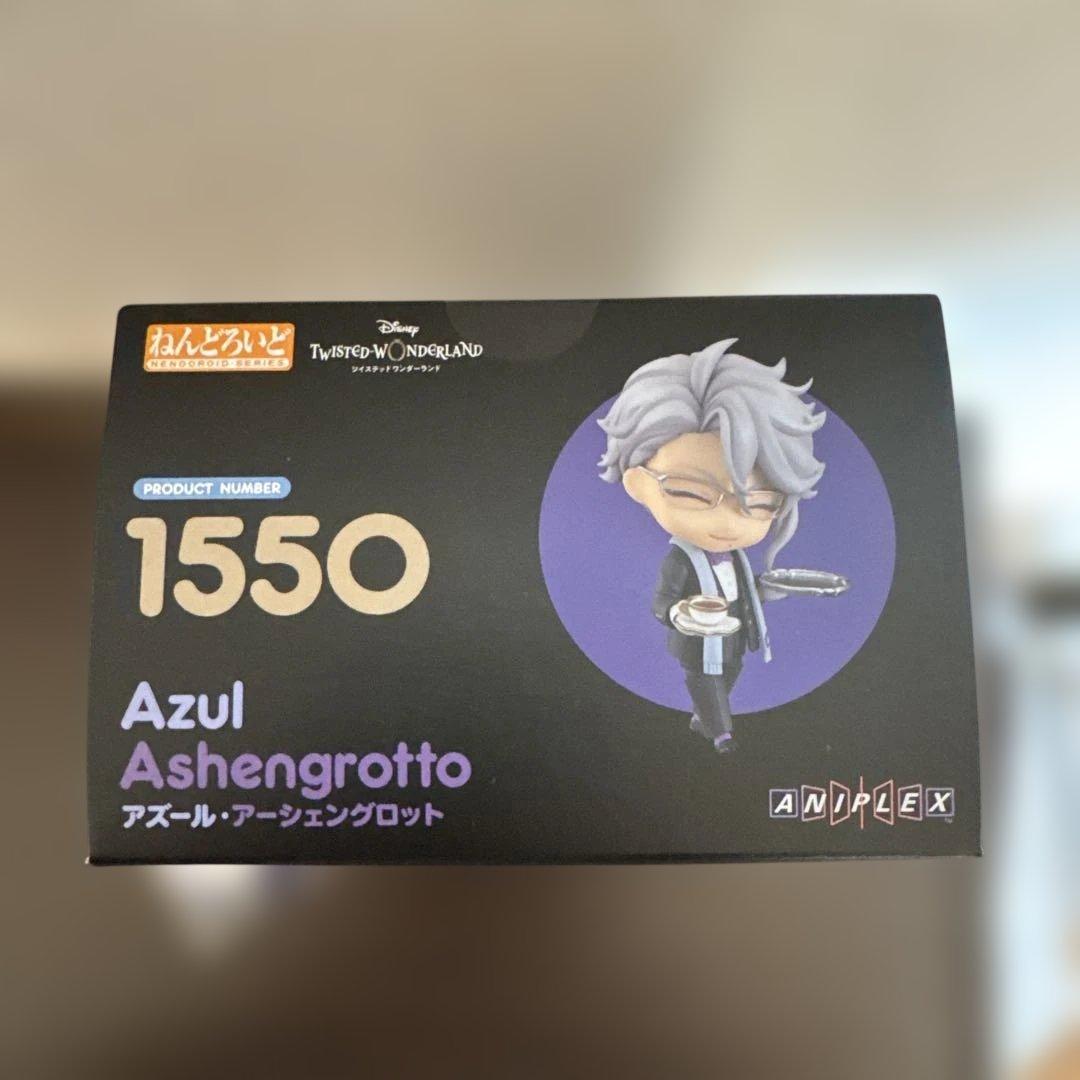 ねんどろいど
NENDOROID SERIES
Disney
TWISTED-WONDERLAND
ツイステッドワンダーランド
PRODUCT NUMBER
1550
Azul
Ashengrotto
アズール・アーシェングロット
ANIPLEX